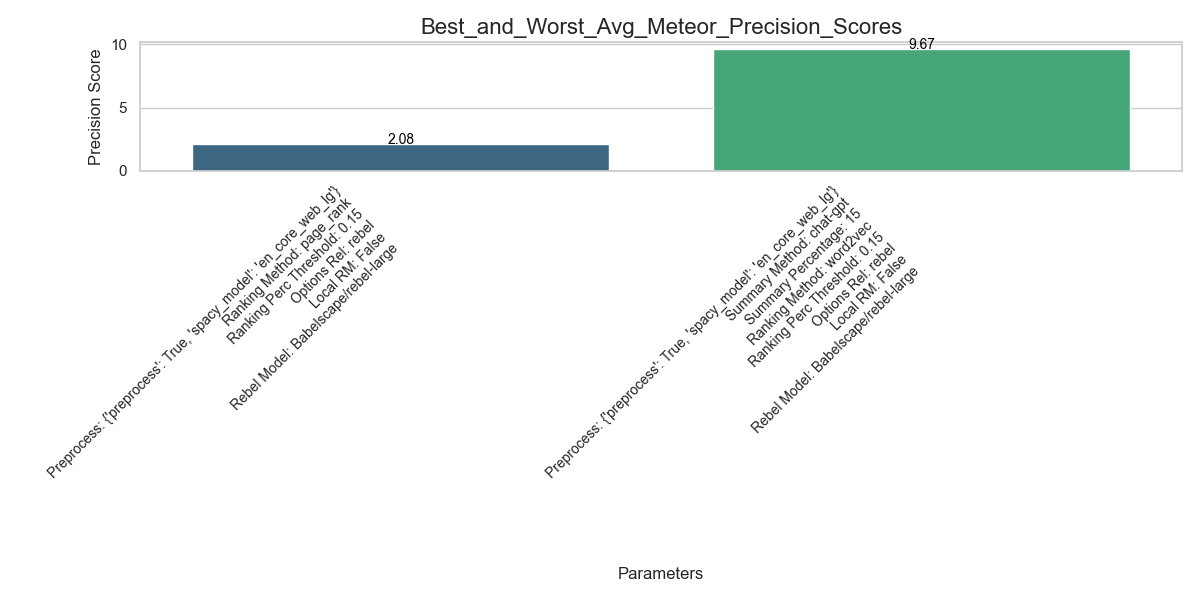 Best_and_Worst_Avg_Meteor_Precision_Scores
Precision Score
10
5
0
2.08
9.67
Preprocess: {'preprocess': True, 'spacy_model': 'en_core_web_lg'}
Ranking Method: page_rank
Ranking Perc Threshold: 0.15
Options Rel: rebel
Local RM: False
Rebel Model: Babelscape/rebel-large
Preprocess: {'preprocess': True, 'spacy_model': 'en_core_web_lg'}
Summary Method: chat-gpt
Summary Percentage: 15
Ranking Method: word2vec
Ranking Perc Threshold: 0.15
Options Rel: rebel
Local RM: False
Rebel Model: Babelscape/rebel-large
Parameters